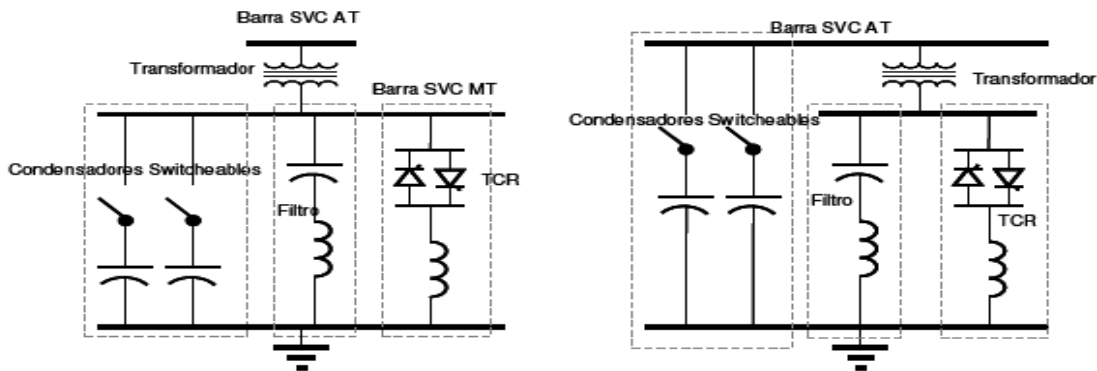 Barra SVC AT
Transformador
Barra SVC MT
Condensadores Switcheables
Filtro
TCR
Barra SVC AT
Transformador
Condensadores Switcheables
Filtro
TCR